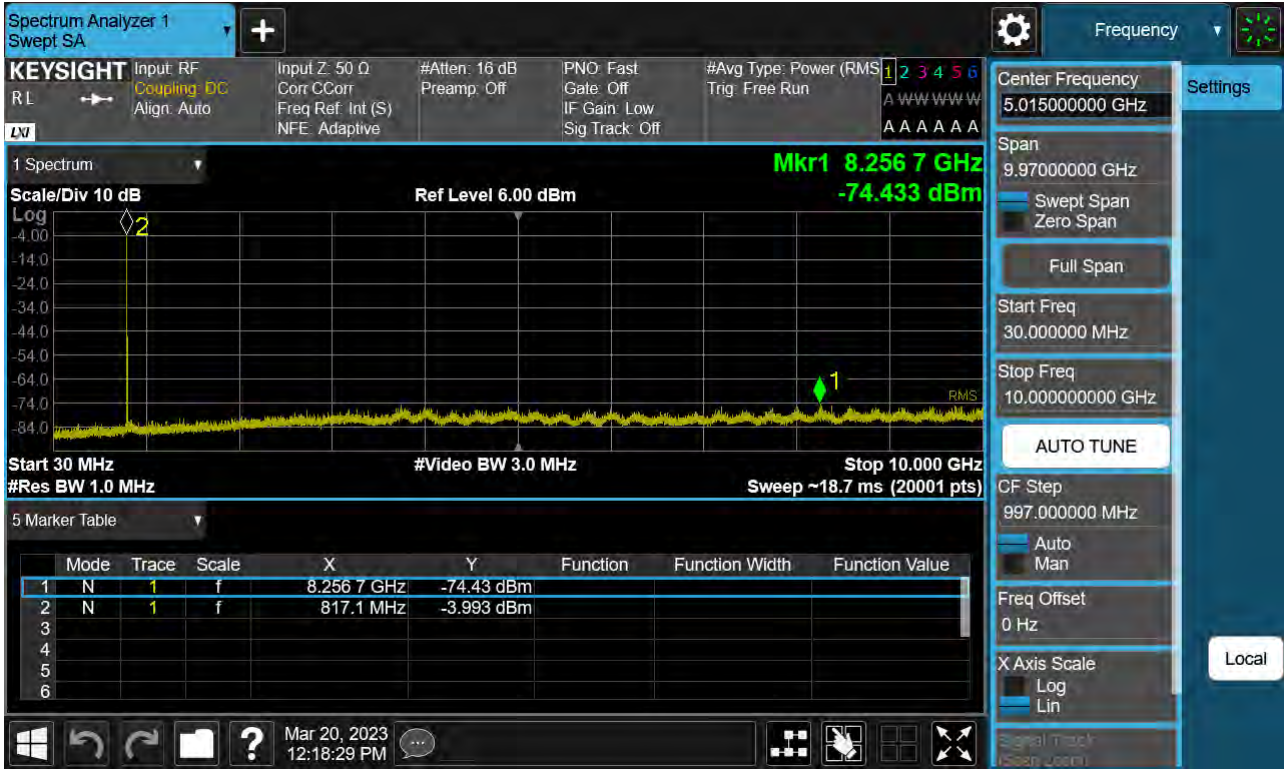 Spectrum Analyzer 1
Swept SA
+
Frequency
KEYSIGHT
RL
LXI
Input: RF
Coupling: DC
Align: Auto
Input Z: 50 Ω
Corr CCorr
Freq Ref: Int (S)
NFE: Adaptive
#Atten: 16 dB
Preamp: Off
PNO: Fast
Gate: Off
IF Gain: Low
Sig Track: Off
#Avg Type: Power (RMS
Trig: Free Run
1 2 3 4 5 6
A W W W W W
A A A A A A
1 Spectrum
Mkr1 8.256 7 GHz
-74.433 dBm
Scale/Div 10 dB
Ref Level 6.00 dBm
Log
-4.00
-14.0
-24.0
-34.0
-44.0
-54.0
-64.0
-74.0
-84.0
2
1
RMS
Start 30 MHz
#Video BW 3.0 MHz
Stop 10.000 GHz
#Res BW 1.0 MHz
Sweep ~18.7 ms (20001 pts)
5 Marker Table
Mode Trace Scale X Y Function Function Width Function Value
1 N 1 f 8.256 7 GHz -74.43 dBm
2 N 1 f 817.1 MHz -3.993 dBm
3
4
5
6
Mar 20, 2023
12:18:29 PM
?
Settings
Center Frequency
5.015000000 GHz
Span
9.97000000 GHz
Swept Span
Zero Span
Full Span
Start Freq
30.000000 MHz
Stop Freq
10.000000000 GHz
AUTO TUNE
CF Step
997.000000 MHz
Auto
Man
Freq Offset
0 Hz
X Axis Scale
Log
Lin
Signal Track
(Span Zoom)
Local